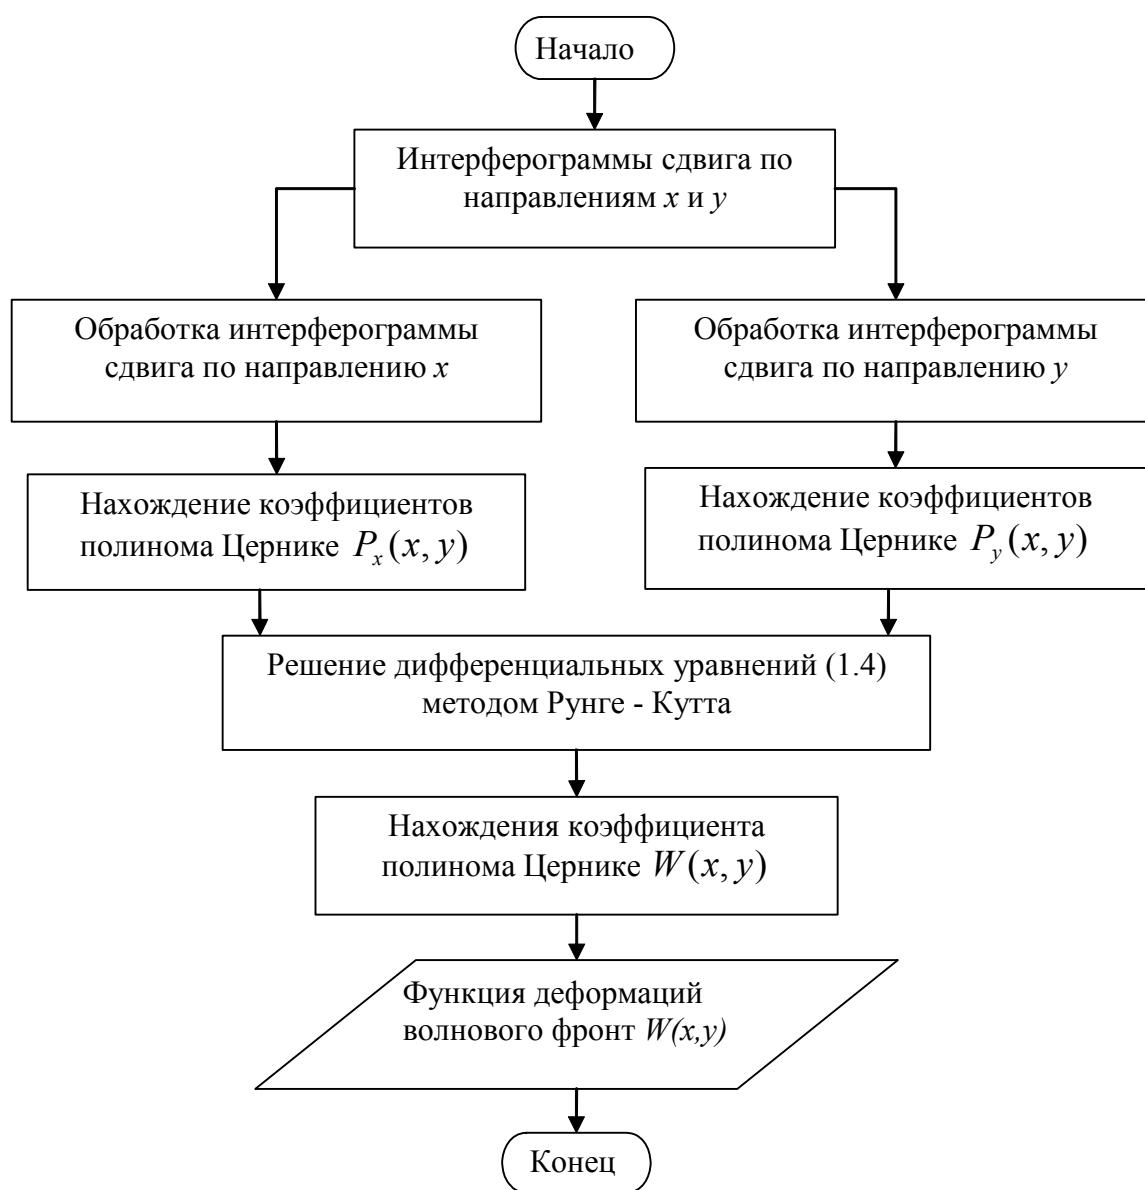 Начало
Интерферограммы сдвига по
направлениям x и y
Обработка интерферограммы
сдвига по направлению x
Обработка интерферограммы
сдвига по направлению y
Нахождение коэффициентов
полинома Цернике P_x(x, y)
Нахождение коэффициентов
полинома Цернике P_y(x, y)
Решение дифференциальных уравнений (1.4)
методом Рунге - Кутта
Нахождения коэффициента
полинома Цернике W(x, y)
Функция деформаций
волнового фронт W(x,y)
Конец